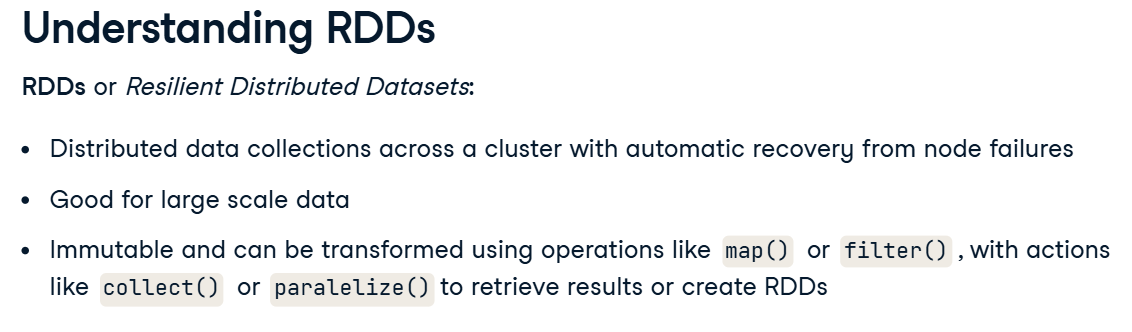 Understanding RDDs
RDDs or Resilient Distributed Datasets:
• Distributed data collections across a cluster with automatic recovery from node failures
• Good for large scale data
• Immutable and can be transformed using operations like map() or filter() , with actions
like collect() or paralelize() to retrieve results or create RDDs